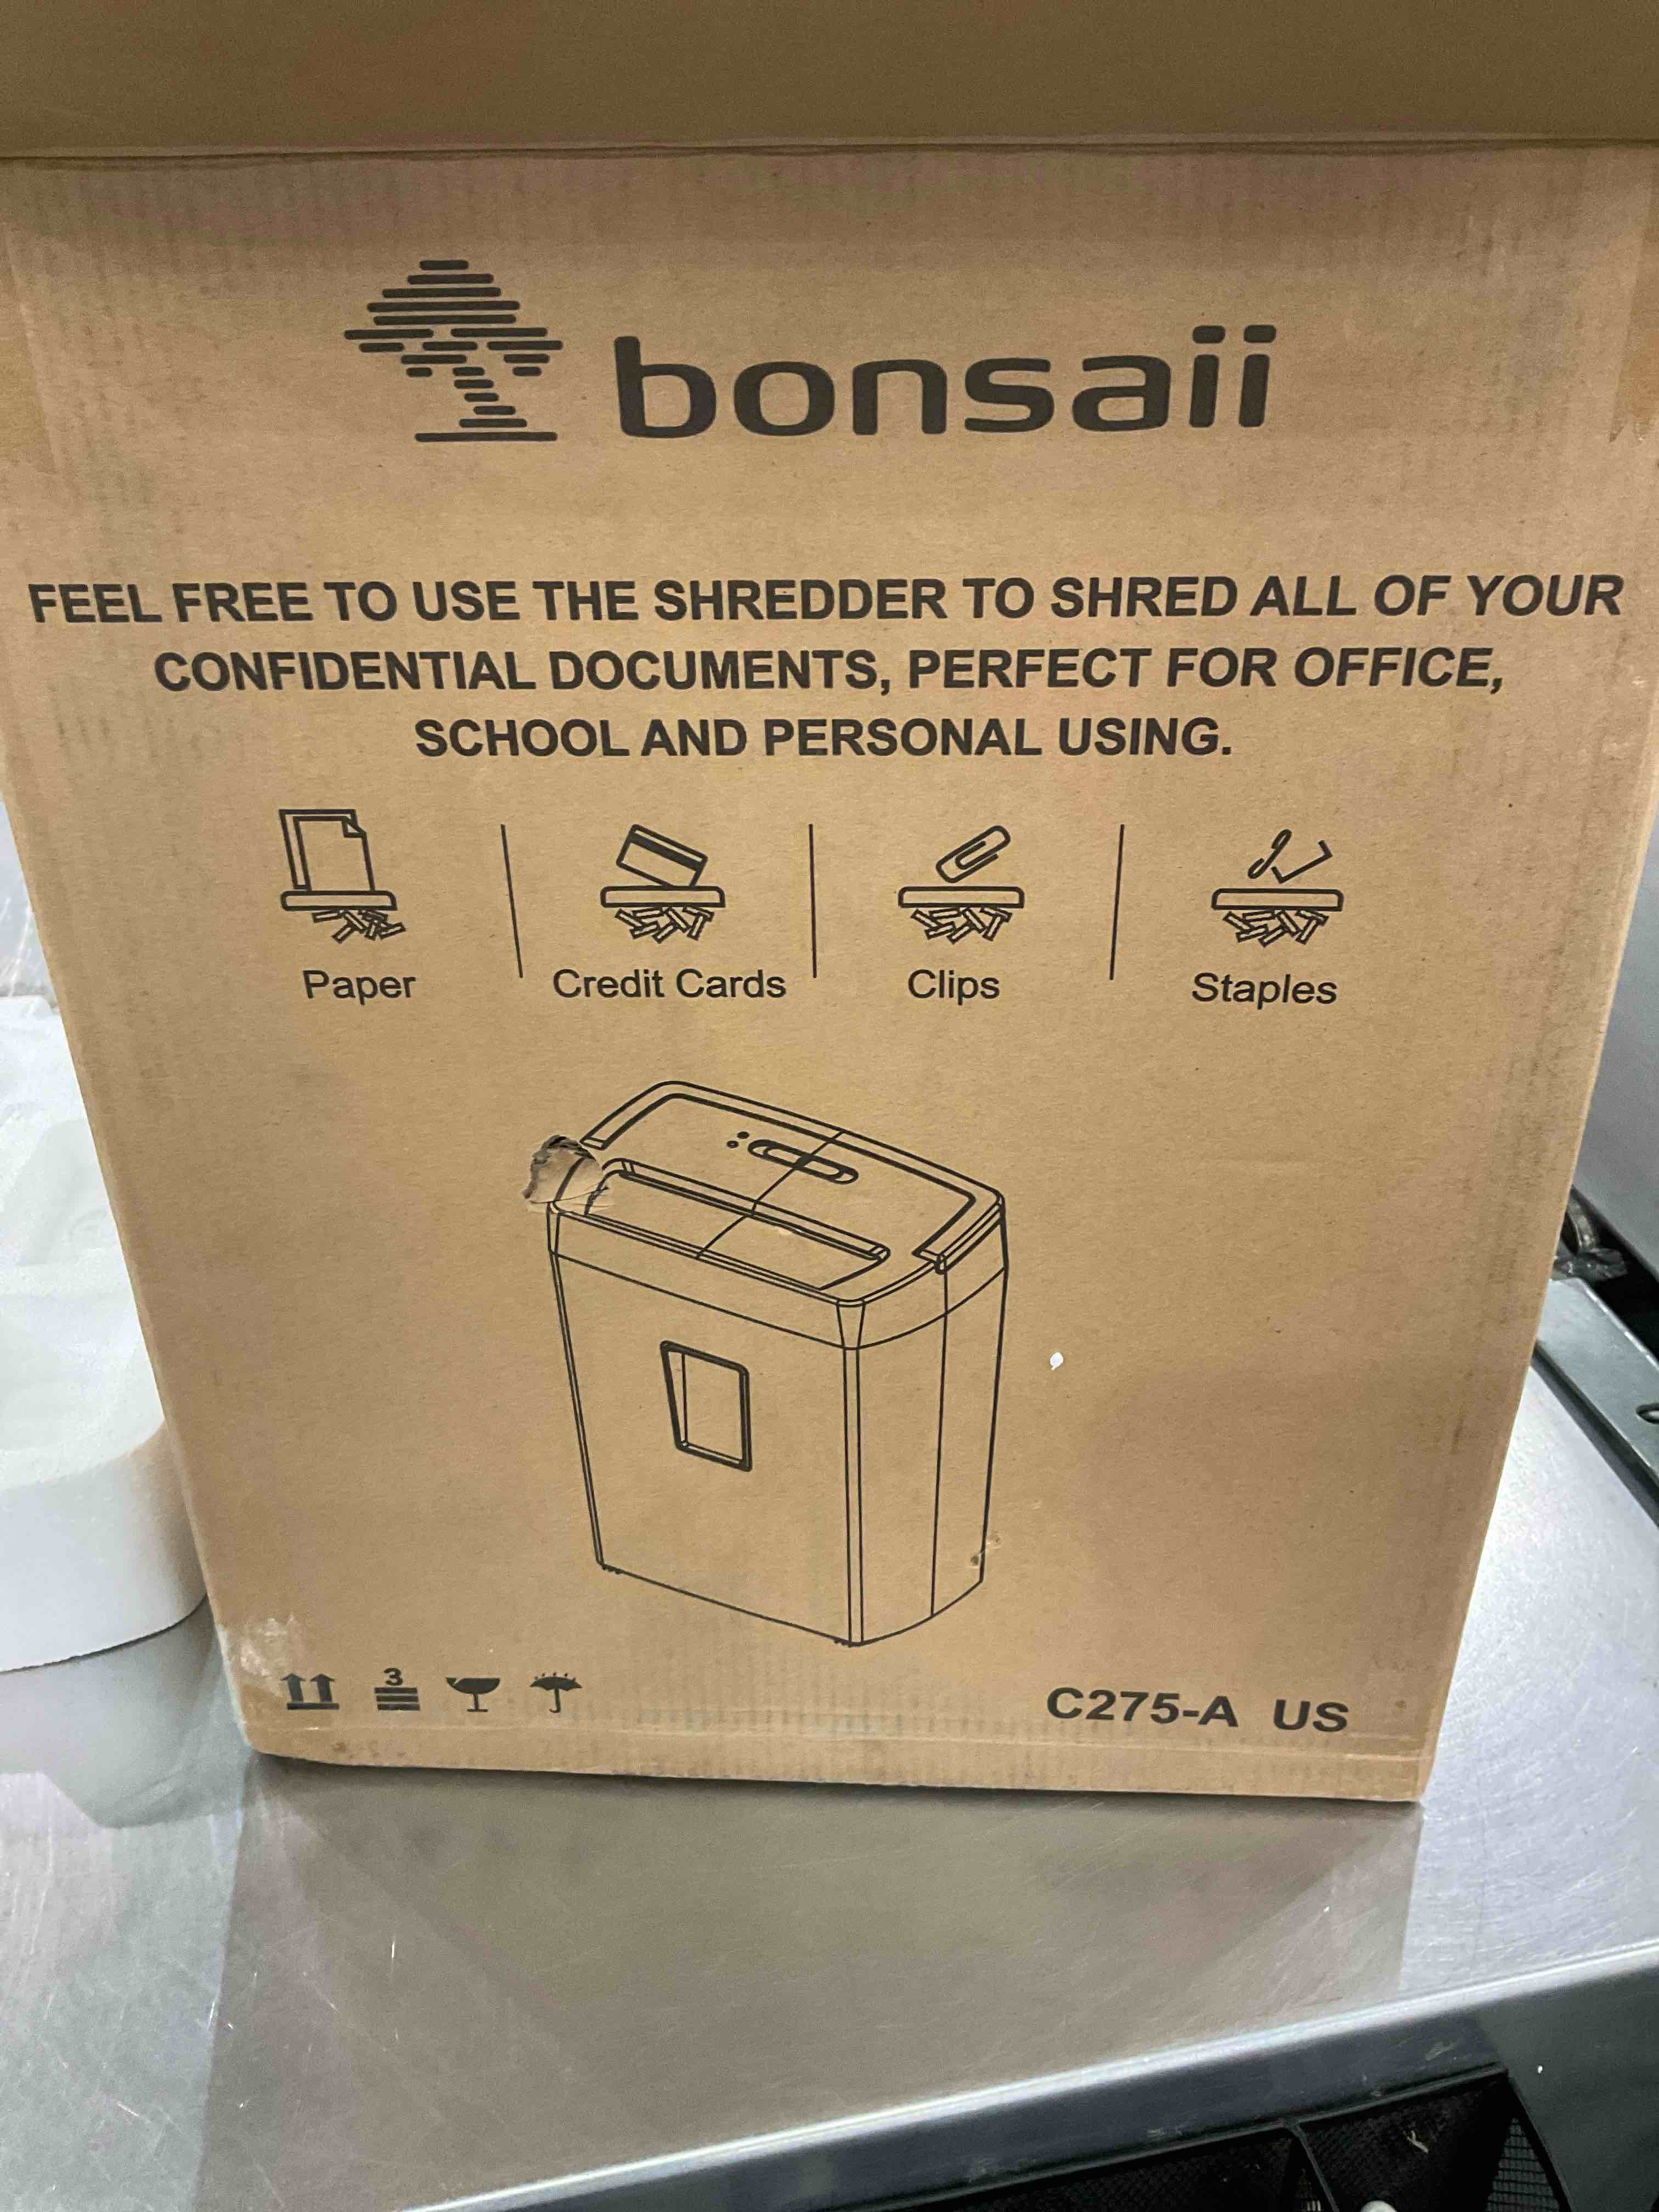 bonsaii
FEEL FREE TO USE THE SHREDDER TO SHRED ALL OF YOUR
CONFIDENTIAL DOCUMENTS, PERFECT FOR OFFICE,
SCHOOL AND PERSONAL USING.
Paper
Credit Cards
Clips
Staples
3
C275-A US